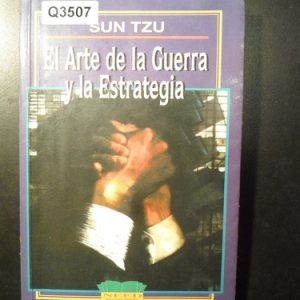 Q3507
SUN TZU
El Arte de la Guerra
y la Estrategia